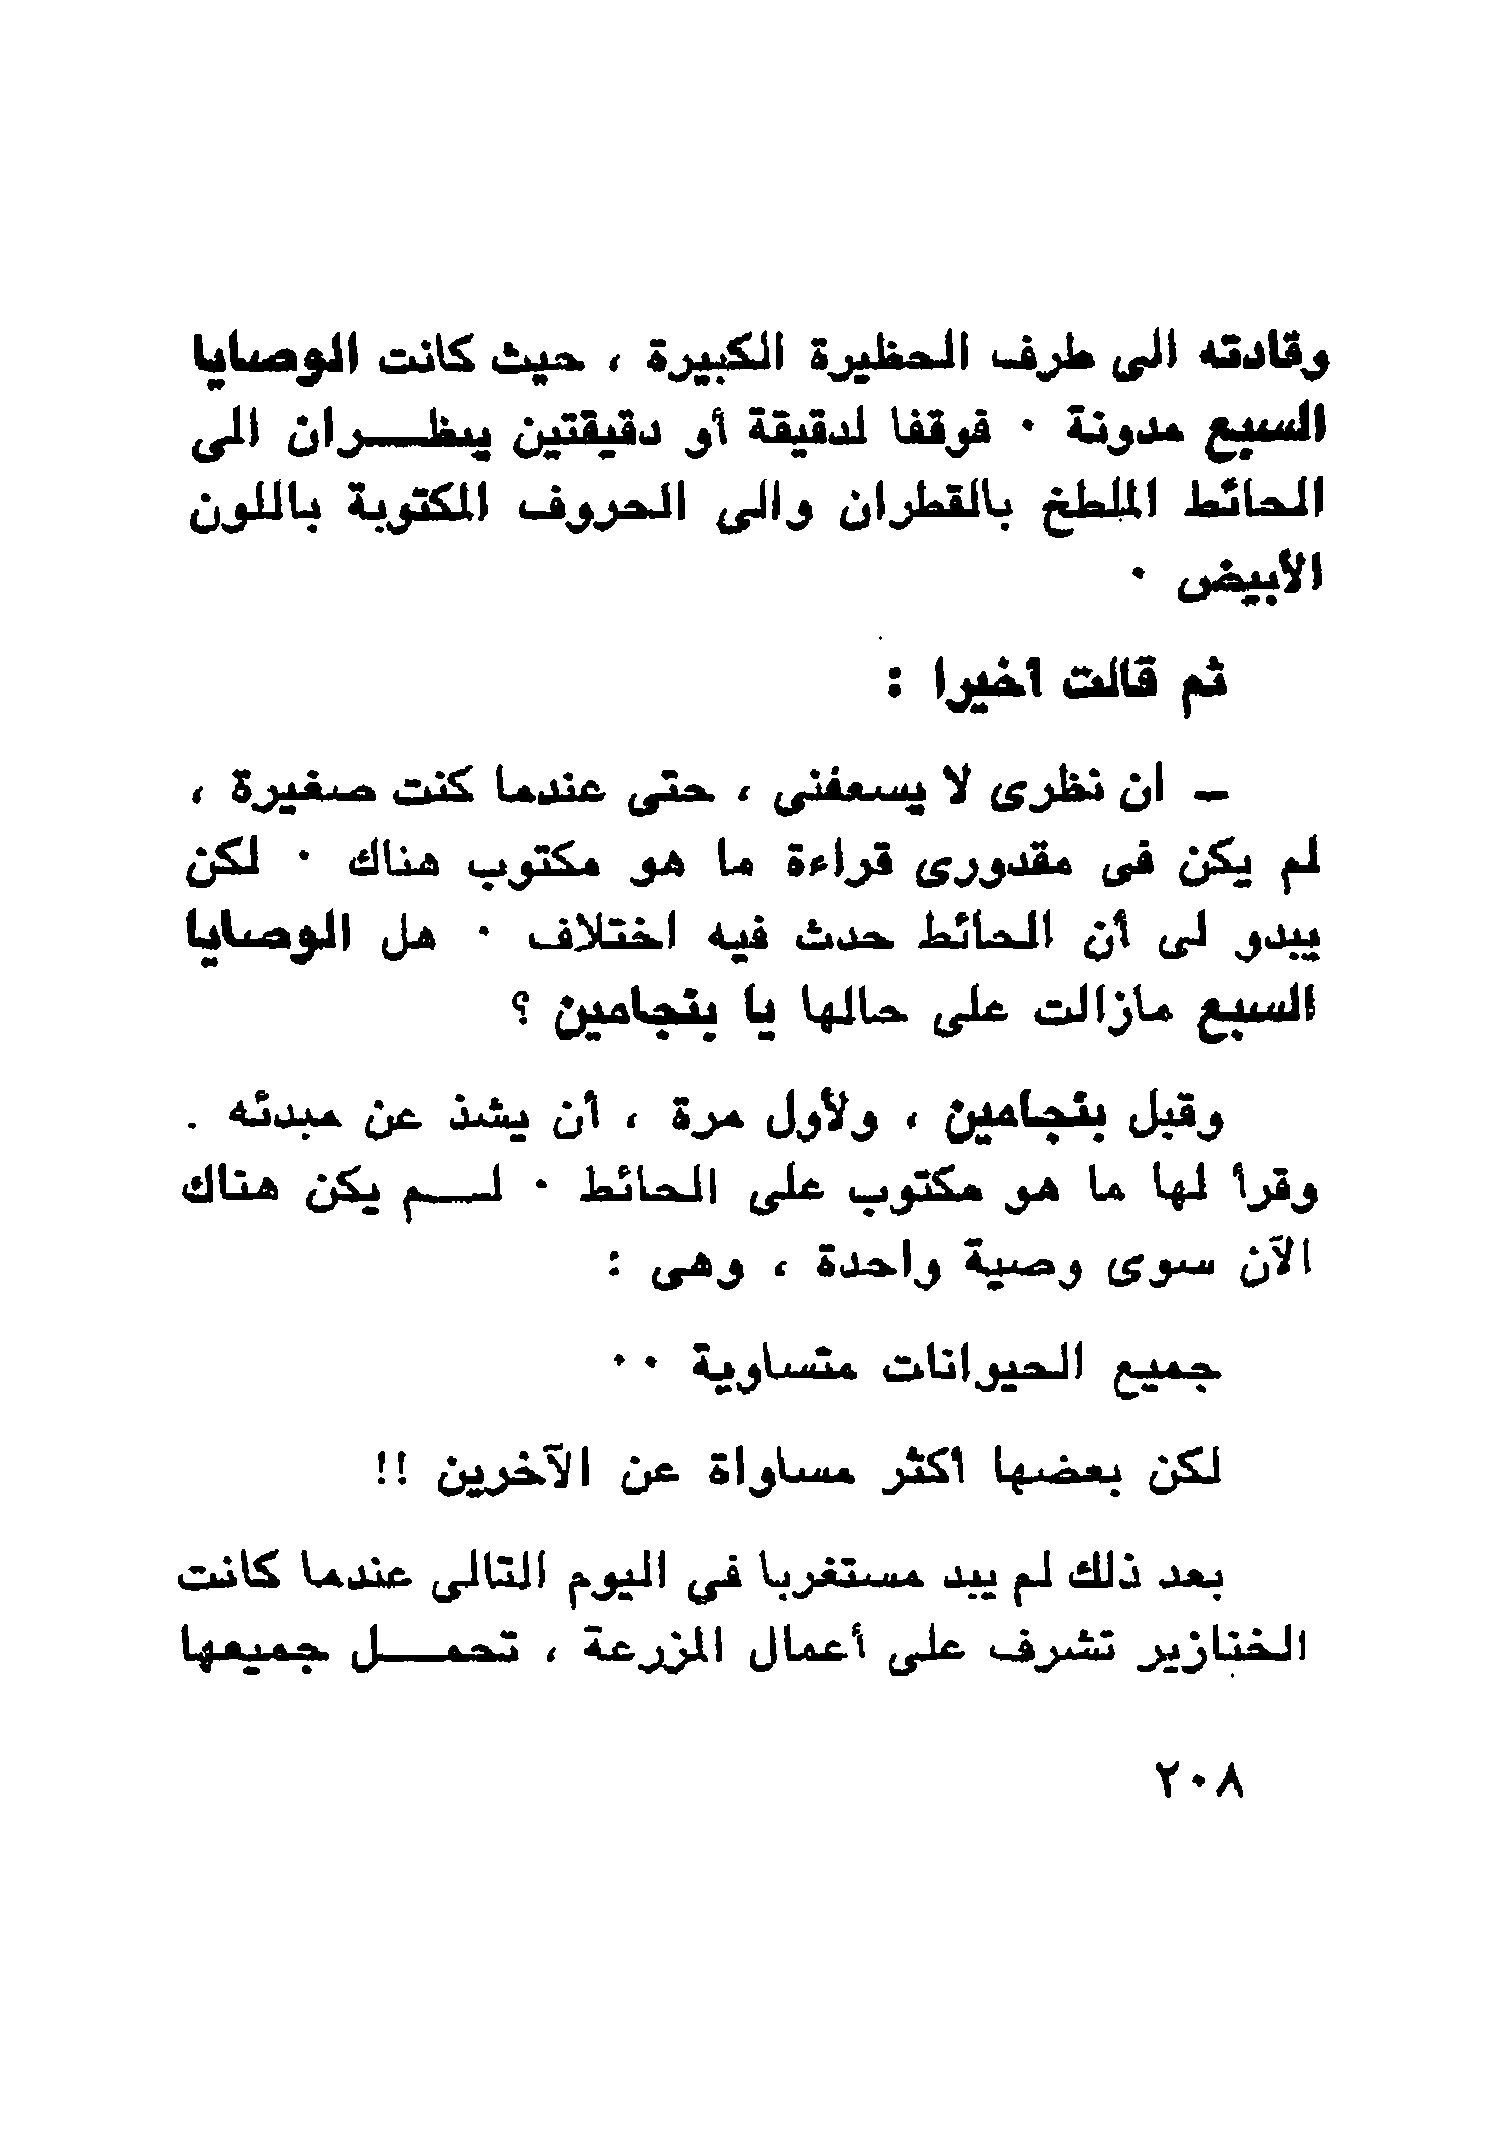 وقادته الى طرف الحظيرة الكبيرة ، حيث كانت الوصايا
السبع مدونة · فوقفا لدقيقة أو دقيقتين ينظــران الى
الحائط الملطخ بالقطران والى الحروف المكتوبة باللون
الأبيض ·
ثم قالت أخيرا :
ـ ان نظرى لا يسعفنى ، حتى عندما كنت صغيرة ،
لم يكن فى مقدورى قراءة ما هو مكتوب هناك · لكن
يبدو لى أن الحائط حدث فيه اختلاف · هل الوصايا
السبع مازالت على حالها يا بنجامين ؟
وقبل بنجامين ، ولأول مرة ، أن يشذ عن مبدئه .
وقرأ لها ما هو مكتوب على الحائط · لــم يكن هناك
الآن سوى وصية واحدة ، وهى :
جميع الحيوانات متساوية ··
لكن بعضها أكثر مساواة عن الآخرين !!
بعد ذلك لم يبد مستغربا في اليوم التالى عندما كانت
الخنازير تشرف على أعمال المزرعة ، تحمــل جميعها
٢٠٨